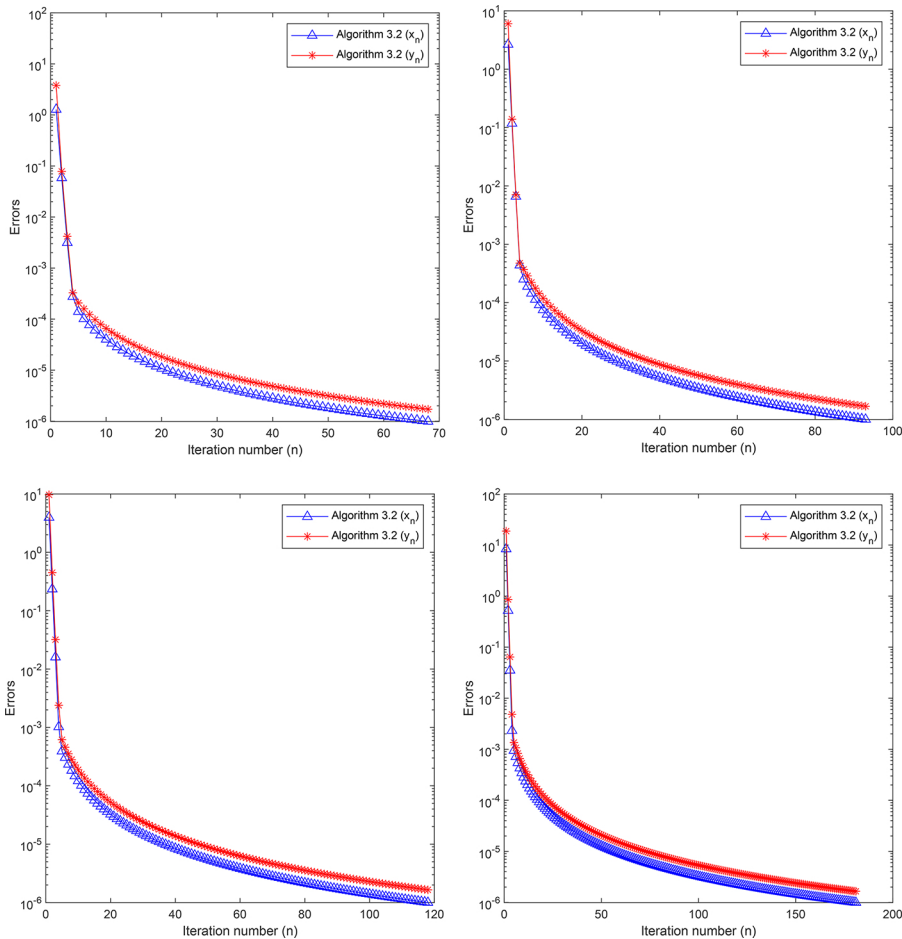 10^2
10^1
10^0
10^-1
10^-2
10^-3
10^-4
10^-5
10^-6
Errors
0 10 20 30 40 50 60 70
Iteration number (n)
Algorithm 3.2 (x_n)
Algorithm 3.2 (y_n)
10^1
10^0
10^-1
10^-2
10^-3
10^-4
10^-5
10^-6
Errors
0 20 40 60 80 100
Iteration number (n)
Algorithm 3.2 (x_n)
Algorithm 3.2 (y_n)
10^1
10^0
10^-1
10^-2
10^-3
10^-4
10^-5
10^-6
Errors
0 20 40 60 80 100 120
Iteration number (n)
Algorithm 3.2 (x_n)
Algorithm 3.2 (y_n)
10^2
10^1
10^0
10^-1
10^-2
10^-3
10^-4
10^-5
10^-6
Errors
0 50 100 150 200
Iteration number (n)
Algorithm 3.2 (x_n)
Algorithm 3.2 (y_n)